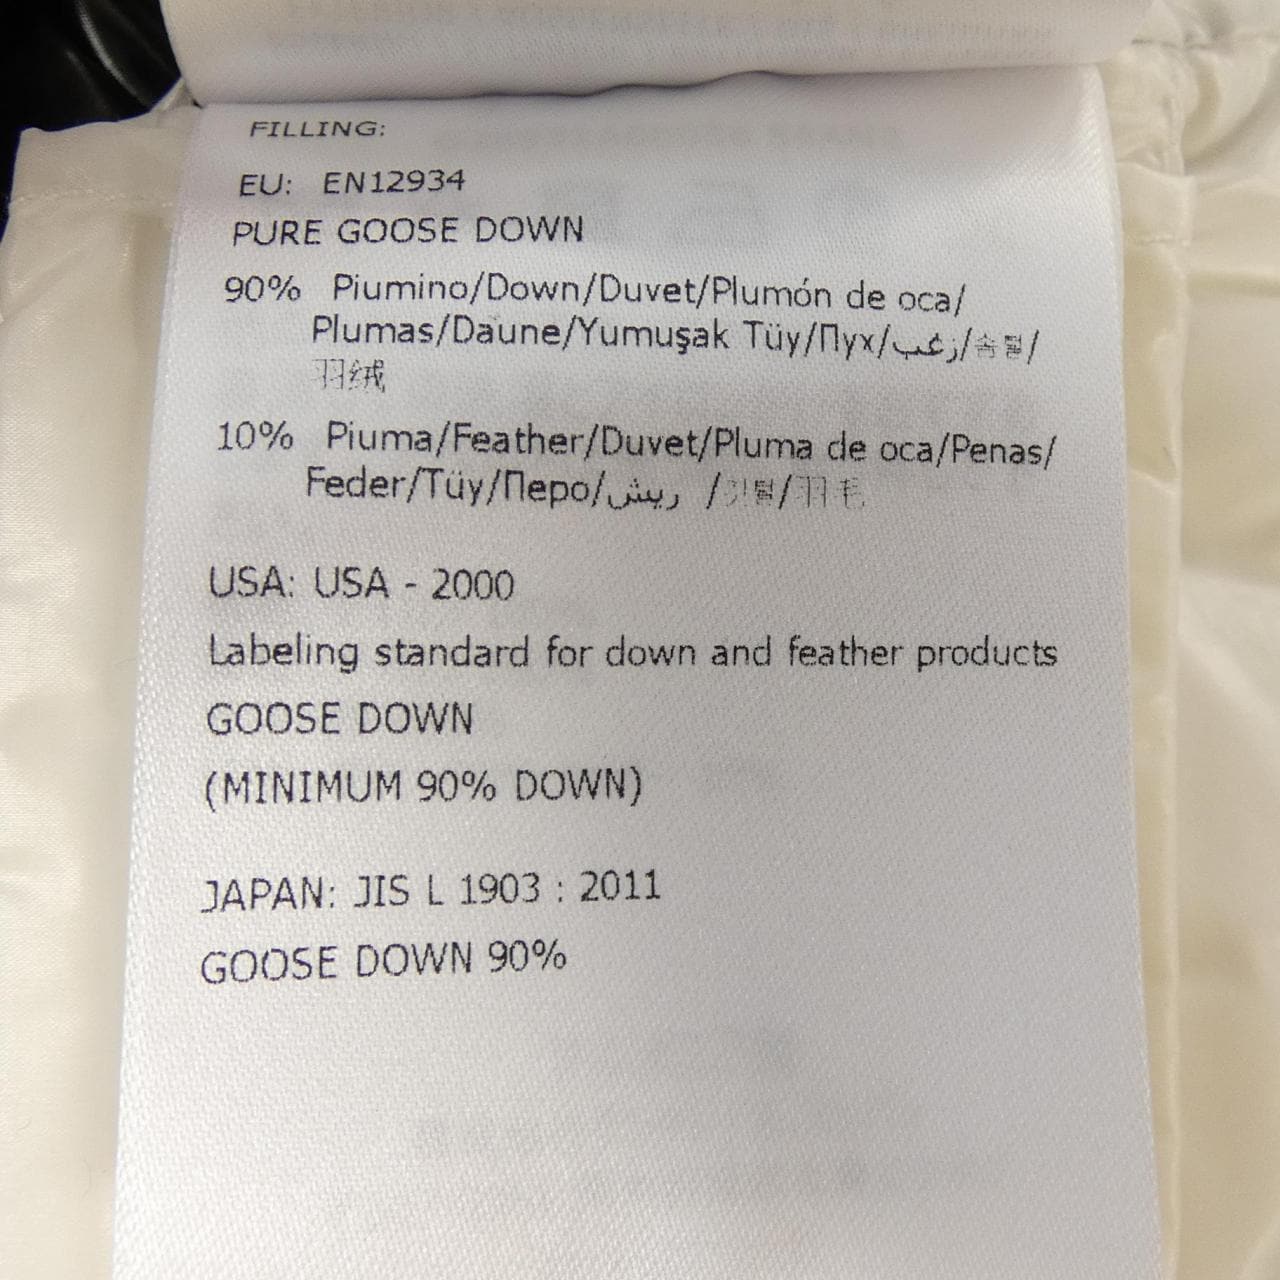 FILLING:
EU: EN12934
PURE GOOSE DOWN
90% Piumino/Down/Duvet/Plumón de oca/
Plumas/Daune/Yumuşak Tüy/Пух/زغب/솜털/
羽绒
10% Piuma/Feather/Duvet/Pluma de oca/Penas/
Feder/Tüy/Перо/ريش /깃털/羽毛
USA: USA - 2000
Labeling standard for down and feather products
GOOSE DOWN
(MINIMUM 90% DOWN)
JAPAN: JIS L 1903 : 2011
GOOSE DOWN 90%